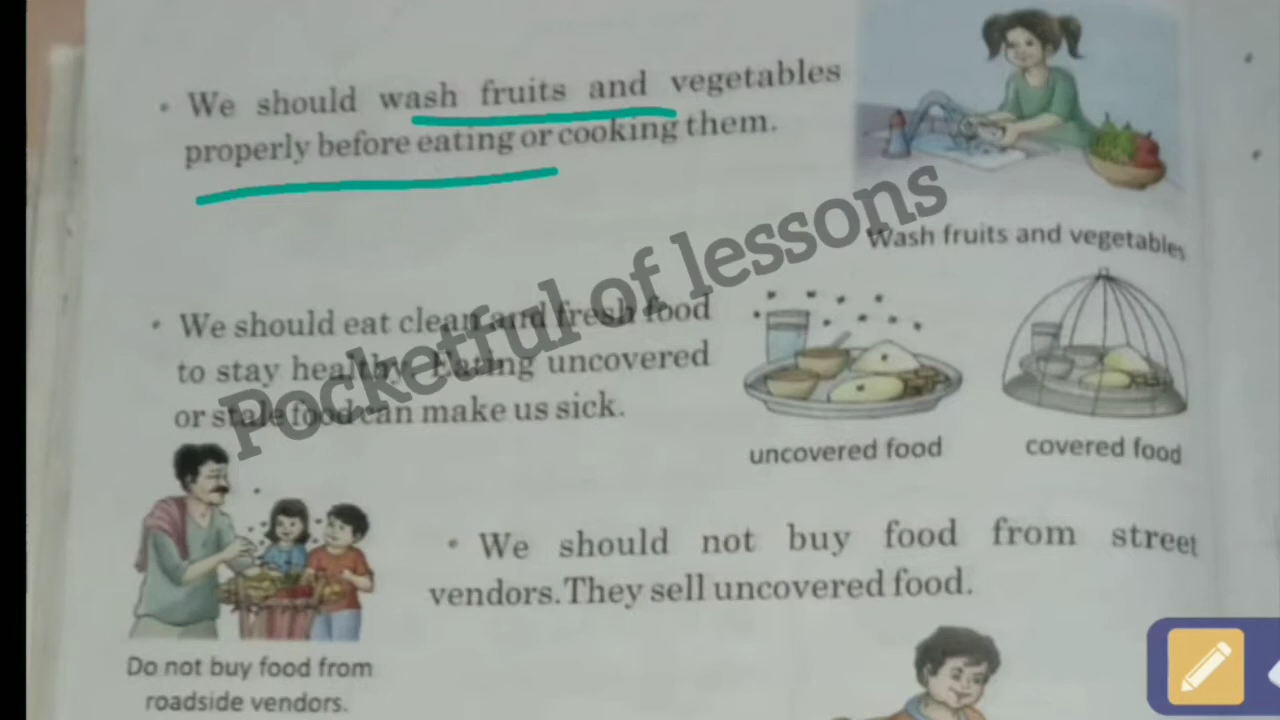 • We should wash fruits and vegetables
properly before eating or cooking them.
Wash fruits and vegetables
• We should eat clean and fresh food
to stay healthy. Eating uncovered
or stale food can make us sick.
uncovered food
covered food
Pocketful of lessons
• We should not buy food from street
vendors. They sell uncovered food.
Do not buy food from
roadside vendors.